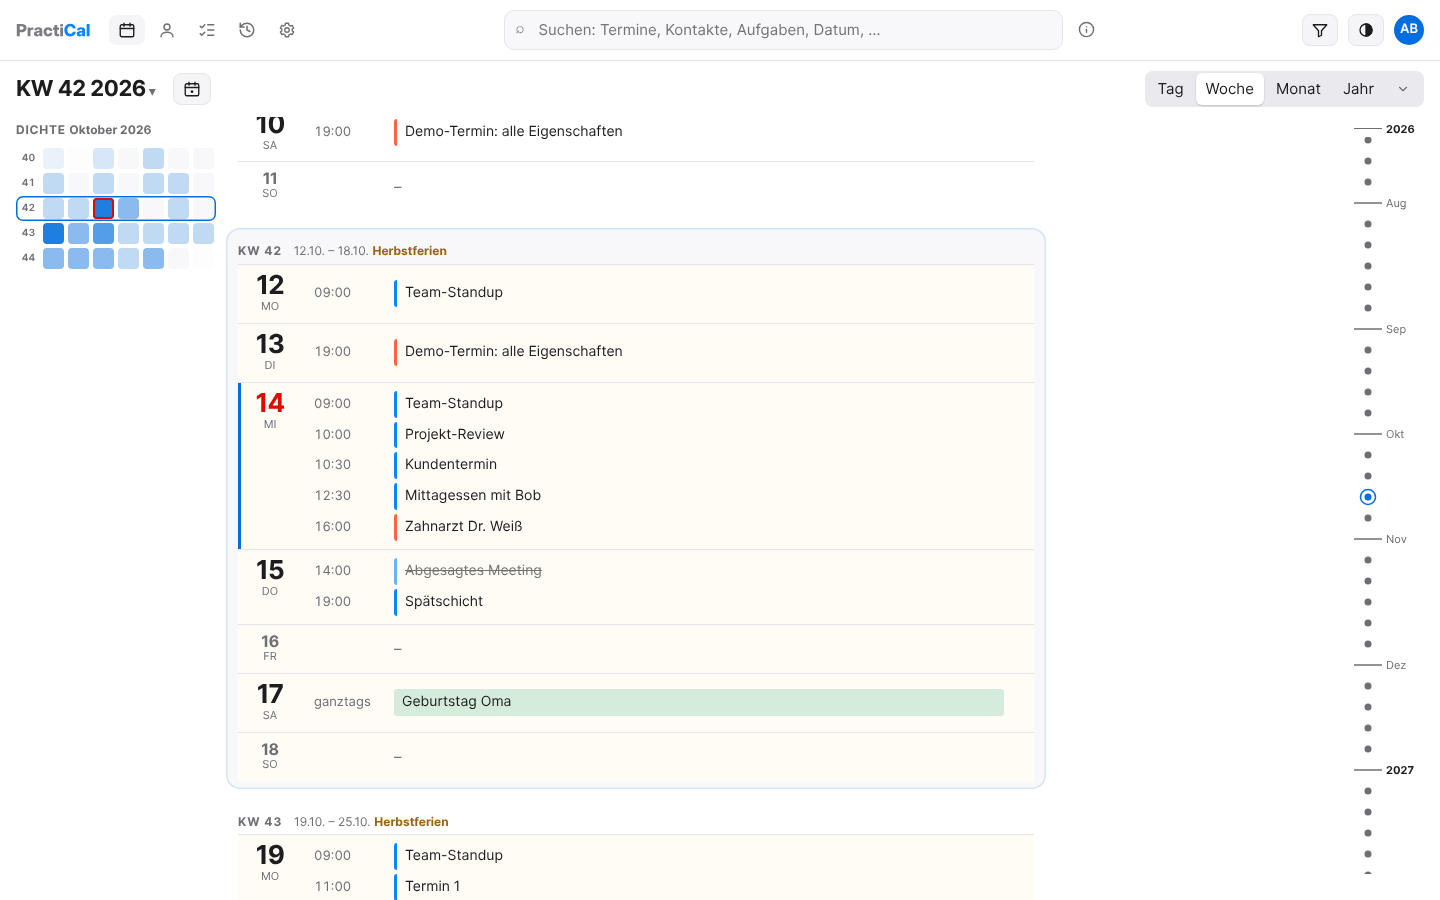 PractiCal
Suchen: Termine, Kontakte, Aufgaben, Datum, ...
AB
KW 42 2026
Tag Woche Monat Jahr
DICHTE Oktober 2026
40
41
42
43
44
10 SA 19:00 Demo-Termin: alle Eigenschaften
11 SO –
KW 42 12.10. – 18.10. Herbstferien
12 MO 09:00 Team-Standup
13 DI 19:00 Demo-Termin: alle Eigenschaften
14 MI 09:00 Team-Standup
10:00 Projekt-Review
10:30 Kundentermin
12:30 Mittagessen mit Bob
16:00 Zahnarzt Dr. Weiß
15 DO 14:00 Abgesagtes Meeting
19:00 Spätschicht
16 FR –
17 SA ganztags Geburtstag Oma
18 SO –
KW 43 19.10. – 25.10. Herbstferien
19 MO 09:00 Team-Standup
11:00 Termin 1
2026
Aug
Sep
Okt
Nov
Dez
2027